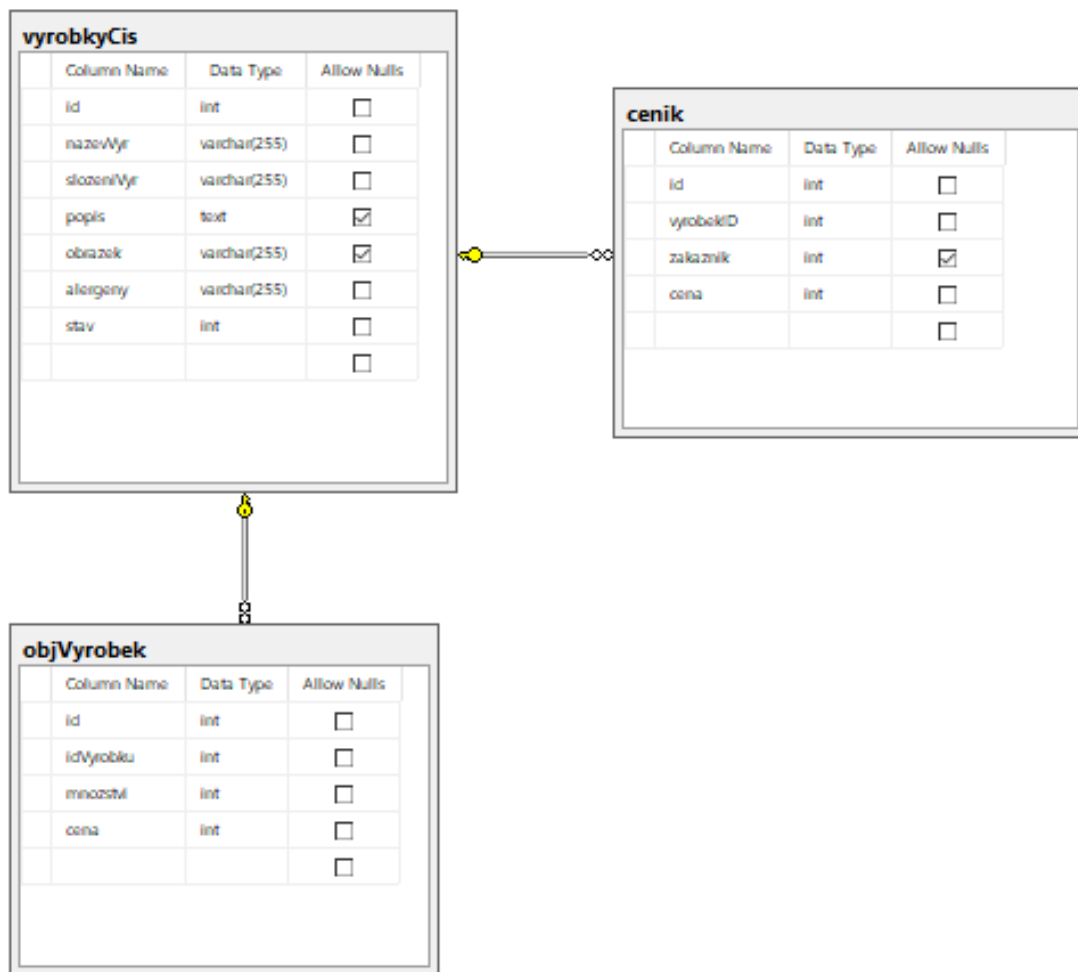 vyrobkyCis
Column Name Data Type Allow Nulls
id int
nazevVyr varchar(255)
slozeniVyr varchar(255)
popis text
obrazek varchar(255)
alergeny varchar(255)
stav int
cenik
Column Name Data Type Allow Nulls
id int
vyrobekID int
zakaznik int
cena int
objVyrobek
Column Name Data Type Allow Nulls
id int
idVyrobku int
mnozstvi int
cena int